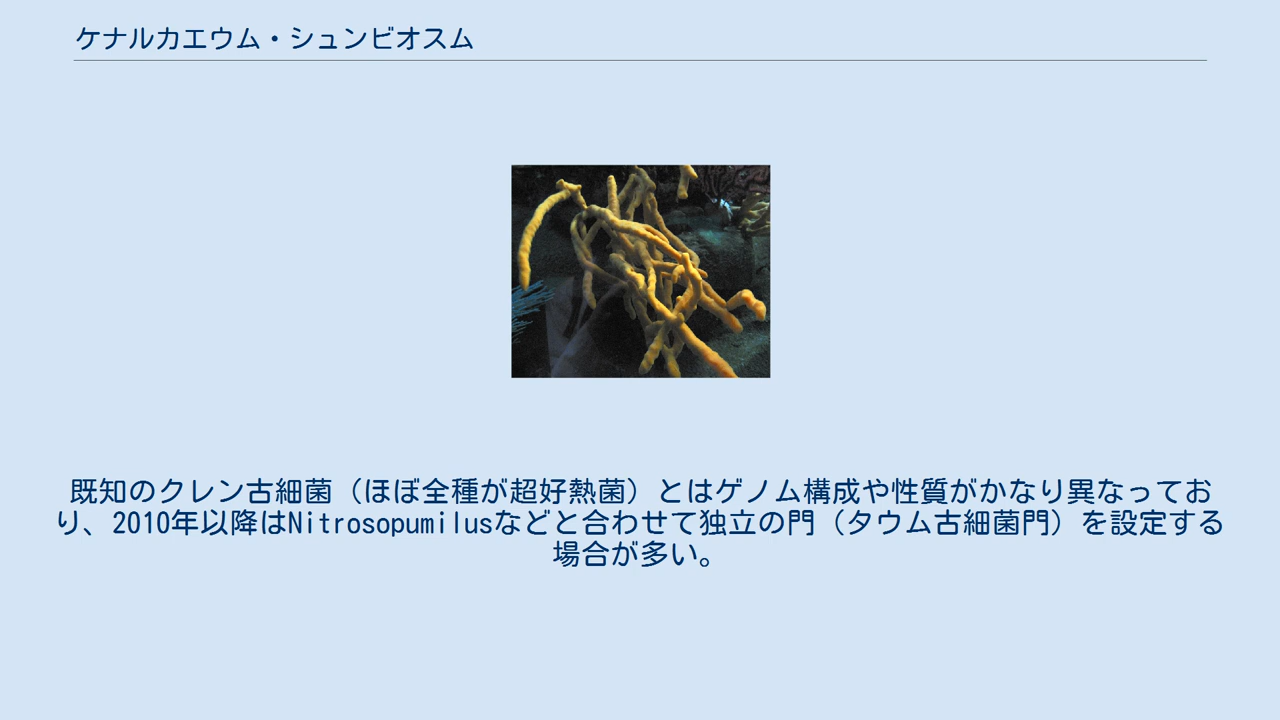 ケナルカエウム・シュンビオスム
既知のクレン古細菌（ほぼ全種が超好熱菌）とはゲノム構成や性質がかなり異なってお
り、2010年以降はNitrosopumilusなどと合わせて独立の門（タウム古細菌門）を設定する
場合が多い。